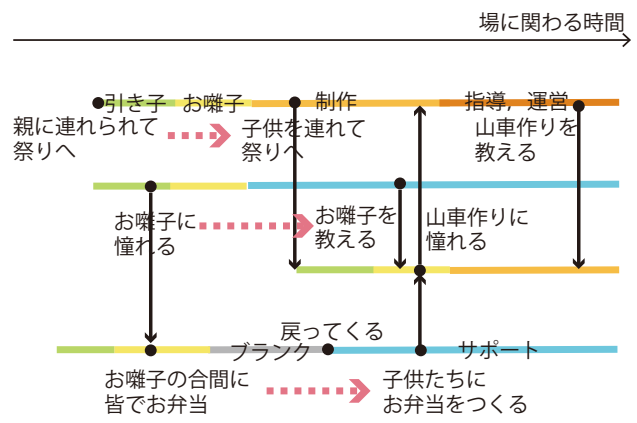 場に関わる時間
引き子
お囃子
制作
指導，運営
親に連れられて
祭りへ
子供を連れて
祭りへ
山車作りを
教える
お囃子に
憧れる
お囃子を
教える
山車作りに
憧れる
戻ってくる
ブランク
サポート
お囃子の合間に
皆でお弁当
子供たちに
お弁当をつくる